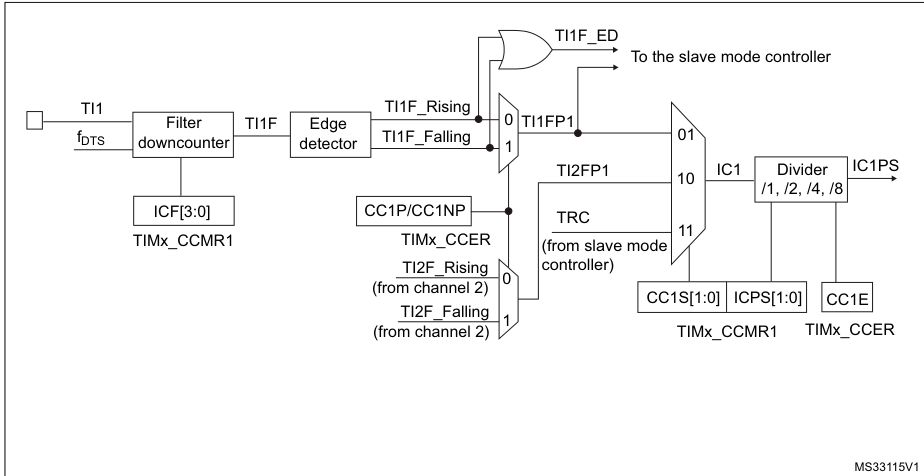 TI1F_ED
To the slave mode controller
TI1
f_DTS
Filter
downcounter
TI1F
Edge
detector
TI1F_Rising
TI1F_Falling
0
1
TI1FP1
01
10
11
TI2FP1
TRC
(from slave mode
controller)
IC1
Divider
/1, /2, /4, /8
IC1PS
ICF[3:0]
TIMx_CCMR1
CC1P/CC1NP
TIMx_CCER
TI2F_Rising
(from channel 2)
TI2F_Falling
(from channel 2)
0
1
CC1S[1:0]
ICPS[1:0]
CC1E
TIMx_CCMR1
TIMx_CCER
MS33115V1